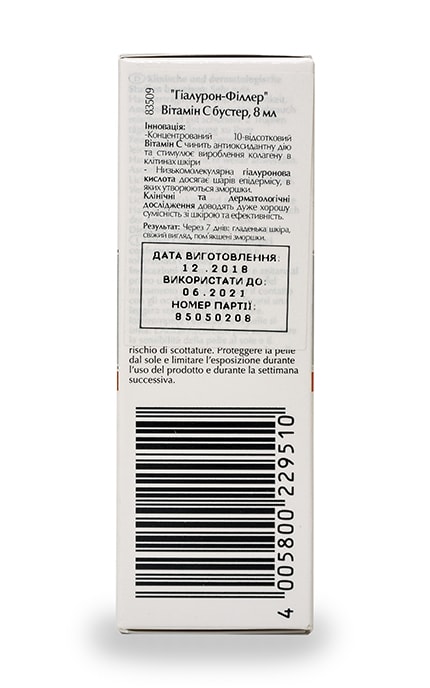 83509
"Гіалурон-Філлер"
Вітамін С бустер, 8 мл
Інновація:
-Концентрований 10-відсотковий
Вітамін С чинить антиоксидантну дію
та стимулює вироблення колагену в
клітинах шкіри
- Низькомолекулярна гіалуронова
кислота досягає шарів епідермісу, в
яких утворюються зморшки.
Клінічні та дерматологічні
дослідження доводять дуже хорошу
сумісність зі шкірою та ефективність.
Результат: Через 7 днів: гладенька шкіра,
свіжий вигляд, пом'якшені зморшки.
ДАТА ВИГОТОВЛЕННЯ:
12.2018
ВИКОРИСТАТИ ДО:
06.2021
НОМЕР ПАРТІЇ:
85050208
rischio di scottature. Proteggere la pelle
dal sole e limitare l'esposizione durante
l'uso del prodotto e durante la settimana
successiva.
4 005800 229510